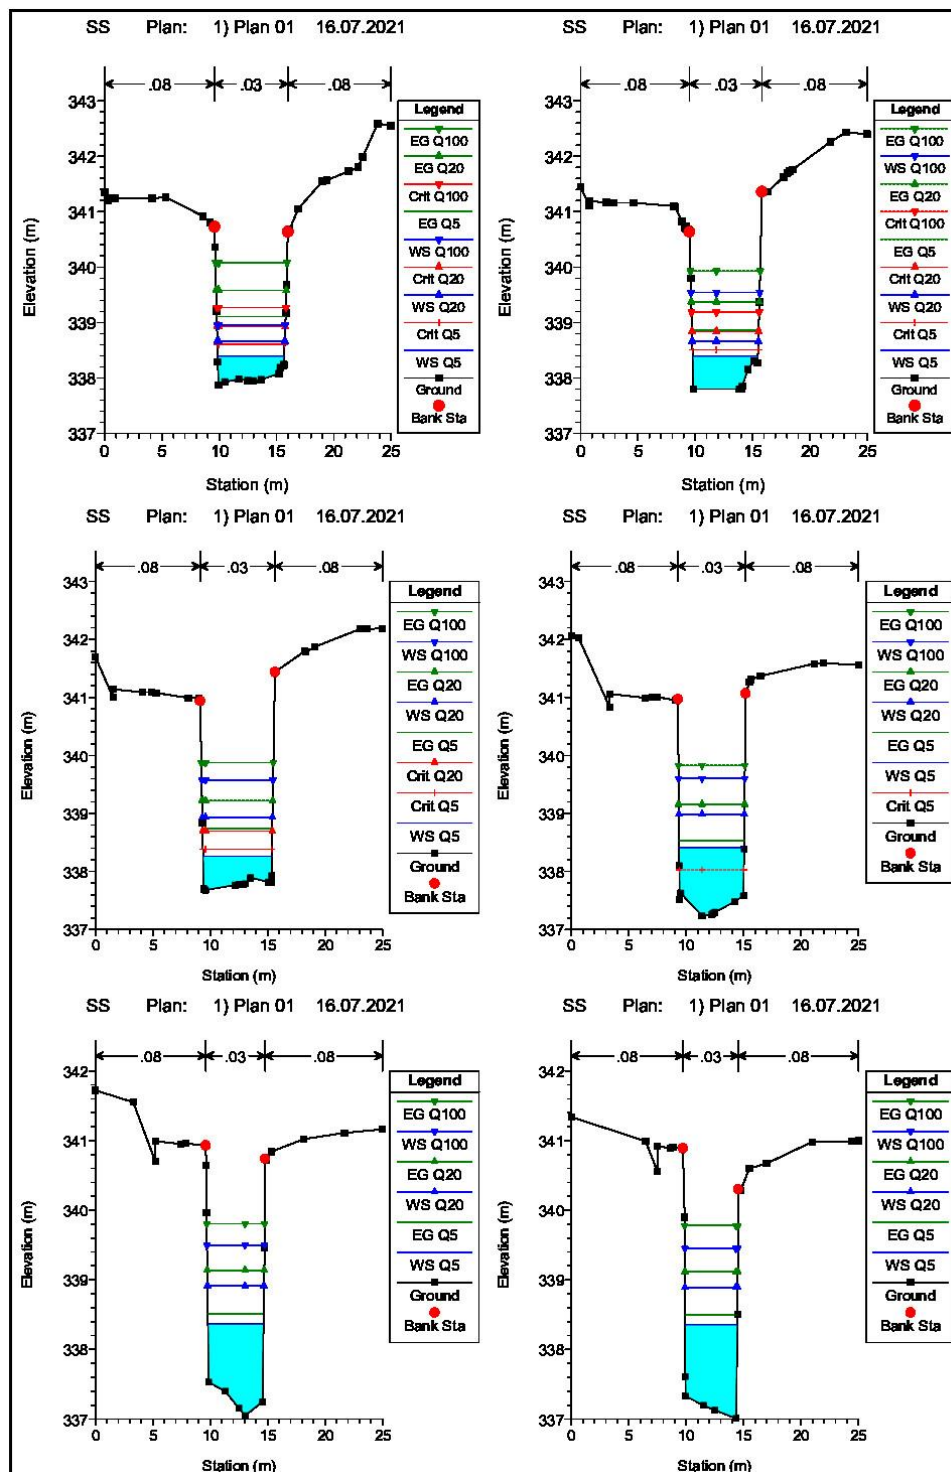 SS Plan: 1) Plan 01 16.07.2021
.08 .03 .08
343
342
341
340
339
338
337
0 5 10 15 20 25
Elevation (m)
Station (m)
Legend
EG Q100
EG Q20
Crit Q100
EG Q5
WS Q100
Crit Q20
WS Q20
Crit Q5
WS Q5
Ground
Bank Sta
SS Plan: 1) Plan 01 16.07.2021
.08 .03 .08
343
342
341
340
339
338
337
0 5 10 15 20 25
Elevation (m)
Station (m)
Legend
EG Q100
WS Q100
EG Q20
Crit Q100
EG Q5
Crit Q20
WS Q20
Crit Q5
WS Q5
Ground
Bank Sta
SS Plan: 1) Plan 01 16.07.2021
.08 .03 .08
343
342
341
340
339
338
337
0 5 10 15 20 25
Elevation (m)
Station (m)
Legend
EG Q100
WS Q100
EG Q20
WS Q20
EG Q5
Crit Q20
Crit Q5
WS Q5
Ground
Bank Sta
SS Plan: 1) Plan 01 16.07.2021
.08 .03 .08
343
342
341
340
339
338
337
0 5 10 15 20 25
Elevation (m)
Station (m)
Legend
EG Q100
WS Q100
EG Q20
WS Q20
EG Q5
WS Q5
Crit Q5
Ground
Bank Sta
SS Plan: 1) Plan 01 16.07.2021
.08 .03 .08
342
341
340
339
338
337
0 5 10 15 20 25
Elevation (m)
Station (m)
Legend
EG Q100
WS Q100
EG Q20
WS Q20
EG Q5
WS Q5
Ground
Bank Sta
SS Plan: 1) Plan 01 16.07.2021
.08 .03 .08
342
341
340
339
338
337
0 5 10 15 20 25
Elevation (m)
Station (m)
Legend
EG Q100
WS Q100
EG Q20
WS Q20
EG Q5
WS Q5
Ground
Bank Sta